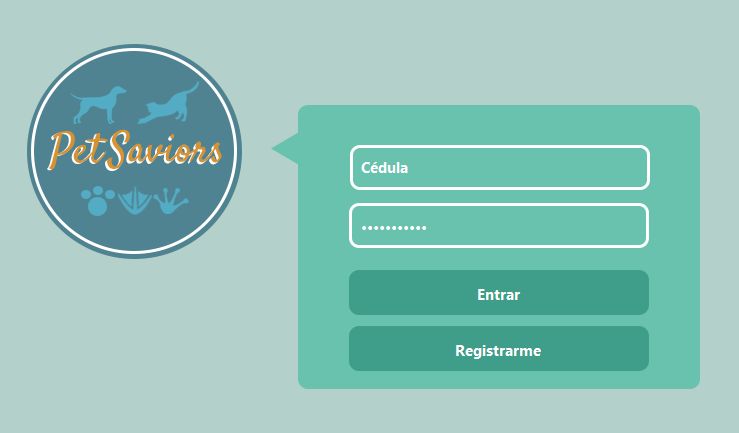 PetSaviors
Cédula
•••••••••••
Entrar
Registrarme